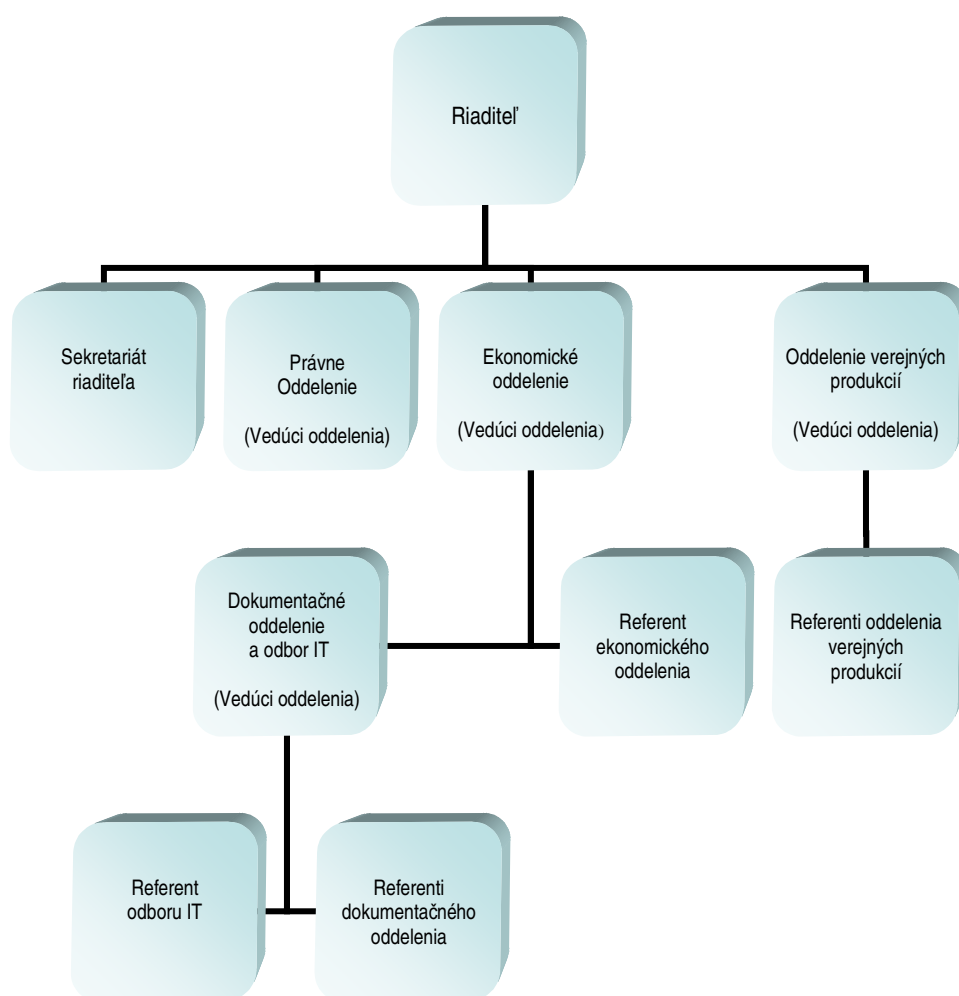 Riaditeľ
Sekretariát
riaditeľa
Právne
Oddelenie
(Vedúci oddelenia)
Ekonomické
oddelenie
(Vedúci oddelenia)
Oddelenie verejných
produkcií
(Vedúci oddelenia)
Dokumentačné
oddelenie
a odbor IT
(Vedúci oddelenia)
Referent
ekonomického
oddelenia
Referenti oddelenia
verejných
produkcií
Referent
odboru IT
Referenti
dokumentačného
oddelenia